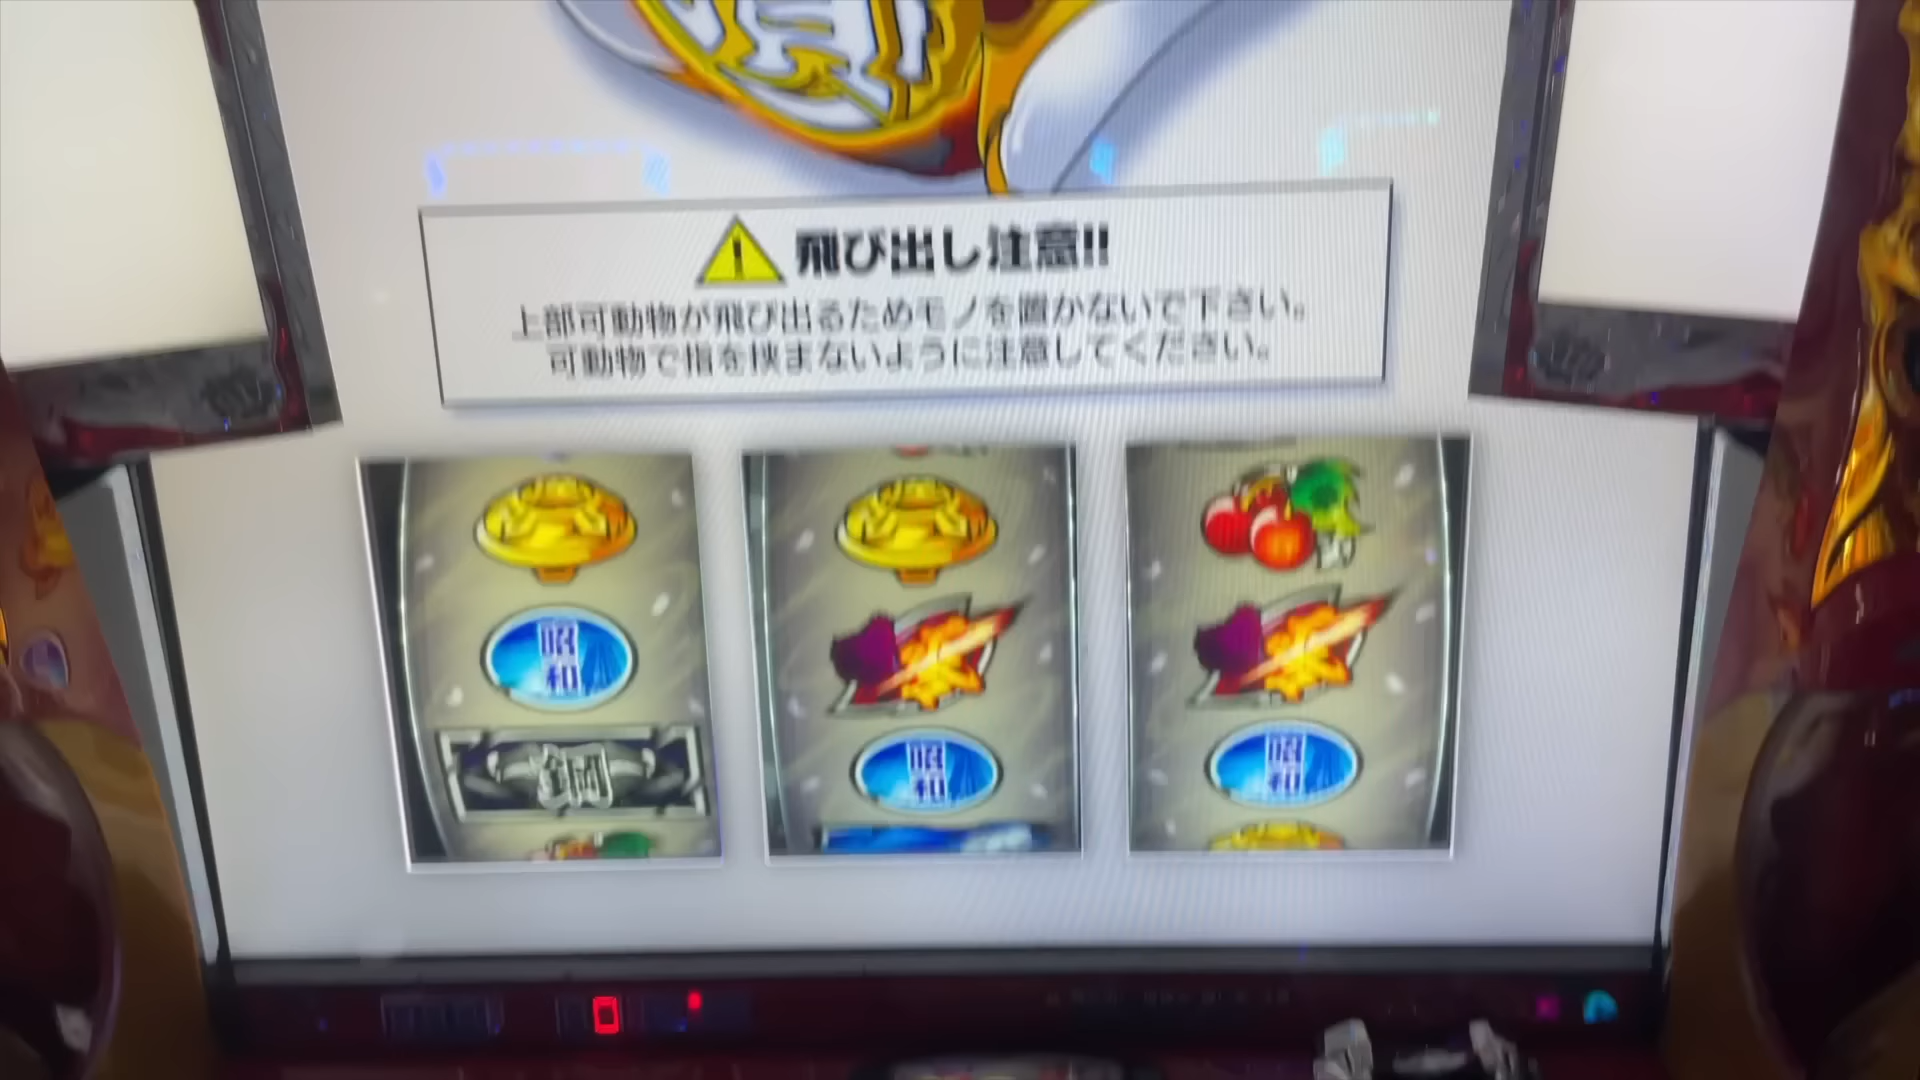 飛び出し注意!!
上部可動物が飛び出るためモノを置かないで下さい。
可動物で指を挟まないように注意してください。
昭和
昭和
昭和
0